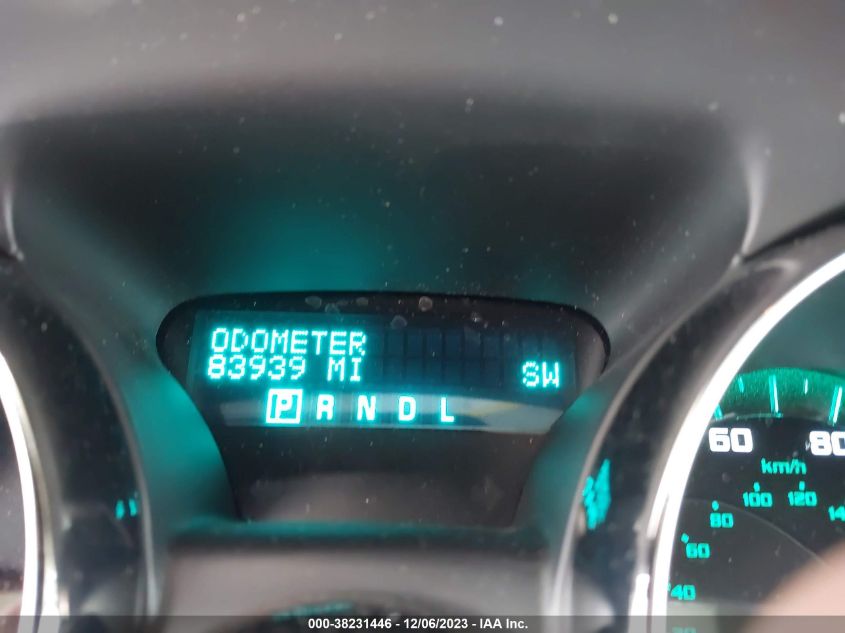 ODOMETER
83939 MI SW
P R N D L
60 80
km/h
100 120
80
60
40
000-38231446 - 12/06/2023 - IAA Inc.